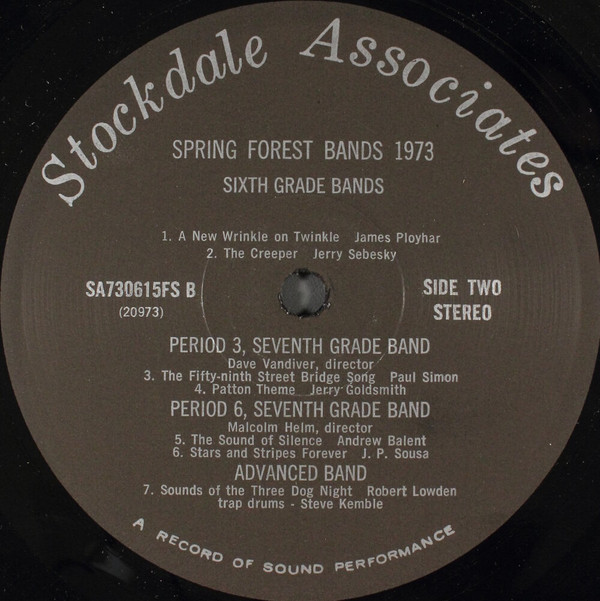 Stockdale Associates
SPRING FOREST BANDS 1973
SIXTH GRADE BANDS
1. A New Wrinkle on Twinkle James Ployhar
2. The Creeper Jerry Sebesky
SA730615FS B
(20973)
SIDE TWO
STEREO
PERIOD 3, SEVENTH GRADE BAND
Dave Vandiver, director
3. The Fifty-ninth Street Bridge Song Paul Simon
4. Patton Theme Jerry Goldsmith
PERIOD 6, SEVENTH GRADE BAND
Malcolm Helm, director
5. The Sound of Silence Andrew Balent
6. Stars and Stripes Forever J. P. Sousa
ADVANCED BAND
7. Sounds of the Three Dog Night Robert Lowden
trap drums - Steve Kemble
A RECORD OF SOUND PERFORMANCE